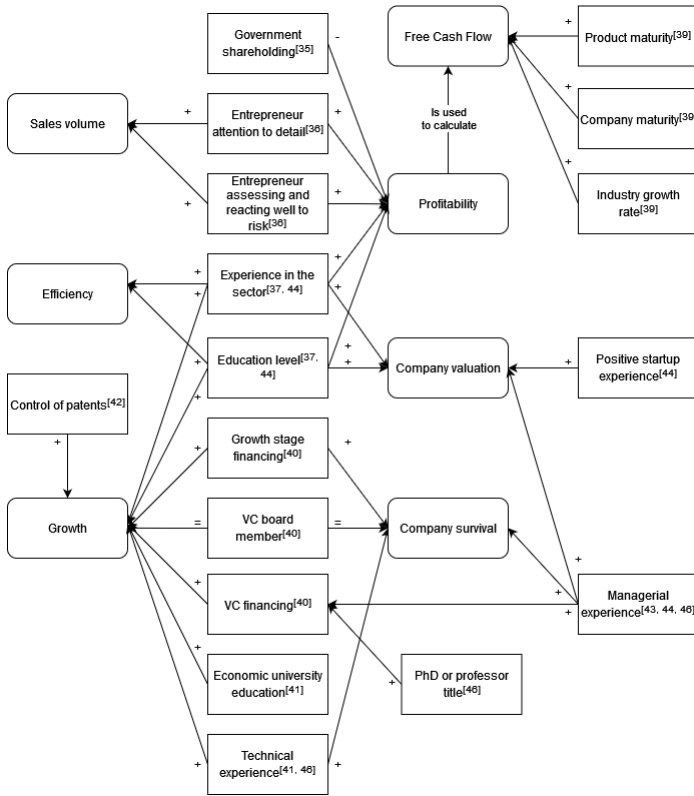 Government
shareholding[35]
-
Free Cash Flow
+
Product maturity[39]
Sales volume
+
Entrepreneur
attention to detail[36]
+
Is used
to calculate
+
Company maturity[39]
+
Entrepreneur
assessing and
reacting well to
risk[36]
+
Profitability
+
Industry growth
rate[39]
Efficiency
+
+
Experience in the
sector[37, 44]
+
+
+
+
Education level[37,
44]
+
+
Company valuation
+
Positive startup
experience[44]
Control of patents[42]
+
+
Growth stage
financing[40]
+
Growth
=
VC board
member[40]
=
Company survival
+
VC financing[40]
+
+
+
Managerial
experience[43, 44, 46]
+
Economic university
education[41]
+
PhD or professor
title[46]
+
Technical
experience[41, 46]
+